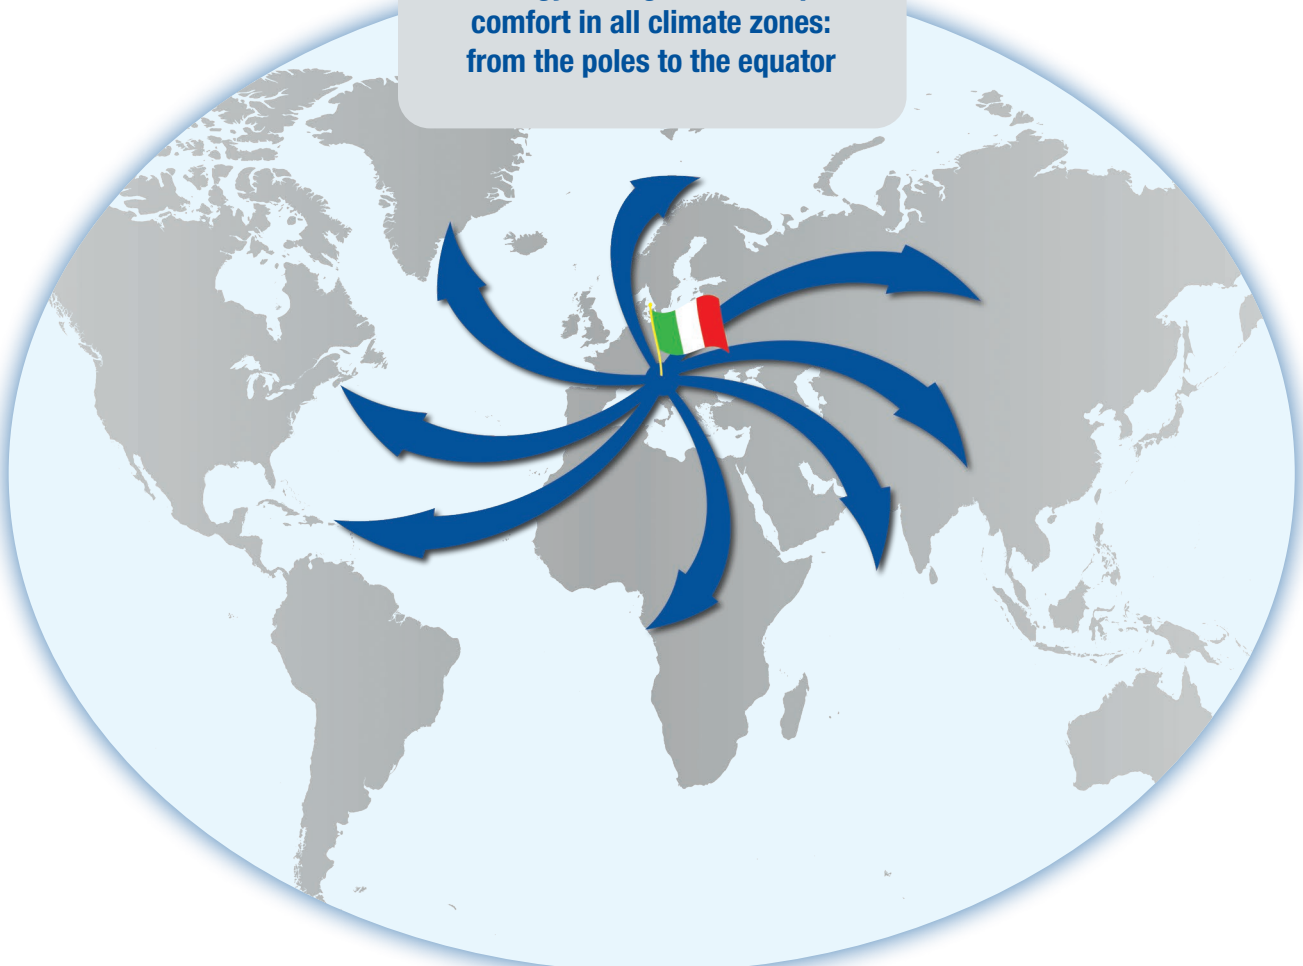 comfort in all climate zones:
from the poles to the equator